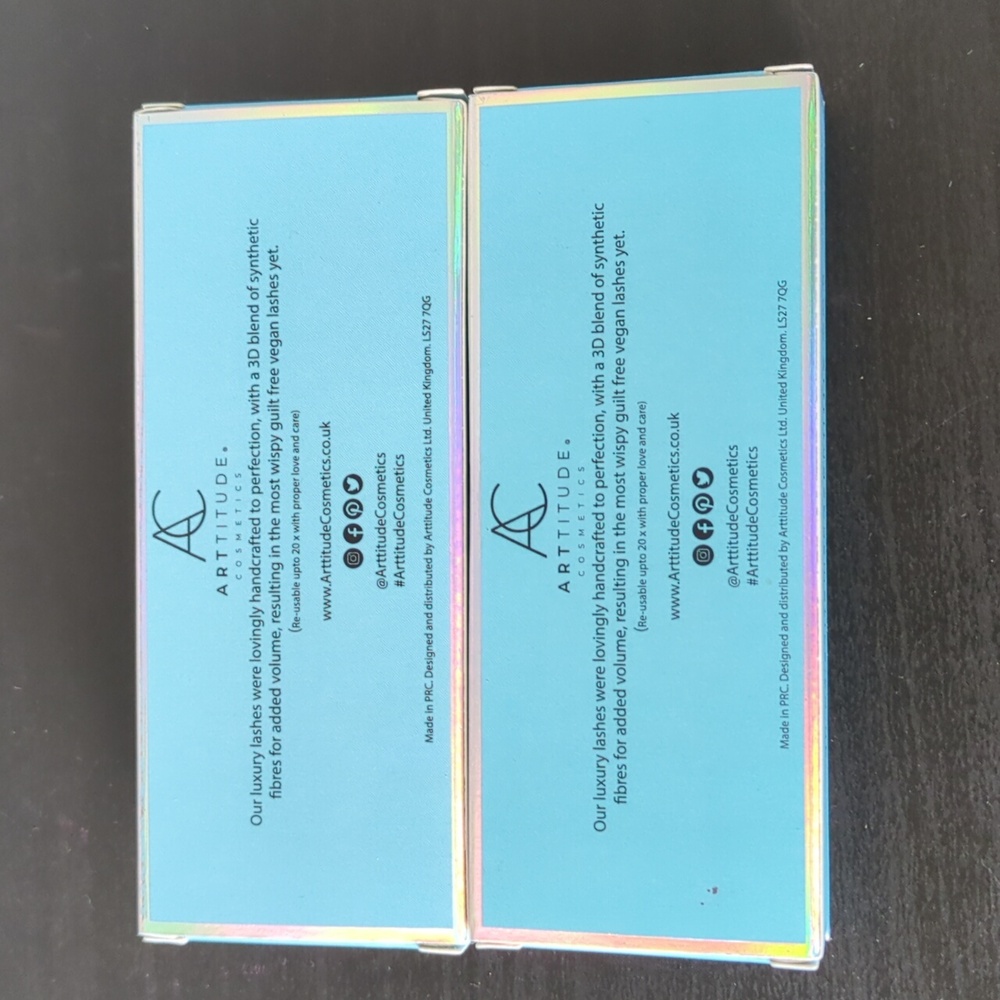 AC
ARTTITUDE.
COSMETICS
Our luxury lashes were lovingly handcrafted to perfection, with a 3D blend of synthetic
fibres for added volume, resulting in the most wispy guilt free vegan lashes yet.
(Re-usable upto 20 x with proper love and care)
www.ArttitudeCosmetics.co.uk
@ArttitudeCosmetics
#ArttitudeCosmetics
Made in PRC. Designed and distributed by Arttitude Cosmetics Ltd. United Kingdom. LS27 7QG
AC
ARTTITUDE.
COSMETICS
Our luxury lashes were lovingly handcrafted to perfection, with a 3D blend of synthetic
fibres for added volume, resulting in the most wispy guilt free vegan lashes yet.
(Re-usable upto 20 x with proper love and care)
www.ArttitudeCosmetics.co.uk
@ArttitudeCosmetics
#ArttitudeCosmetics
Made in PRC. Designed and distributed by Arttitude Cosmetics Ltd. United Kingdom. LS27 7QG